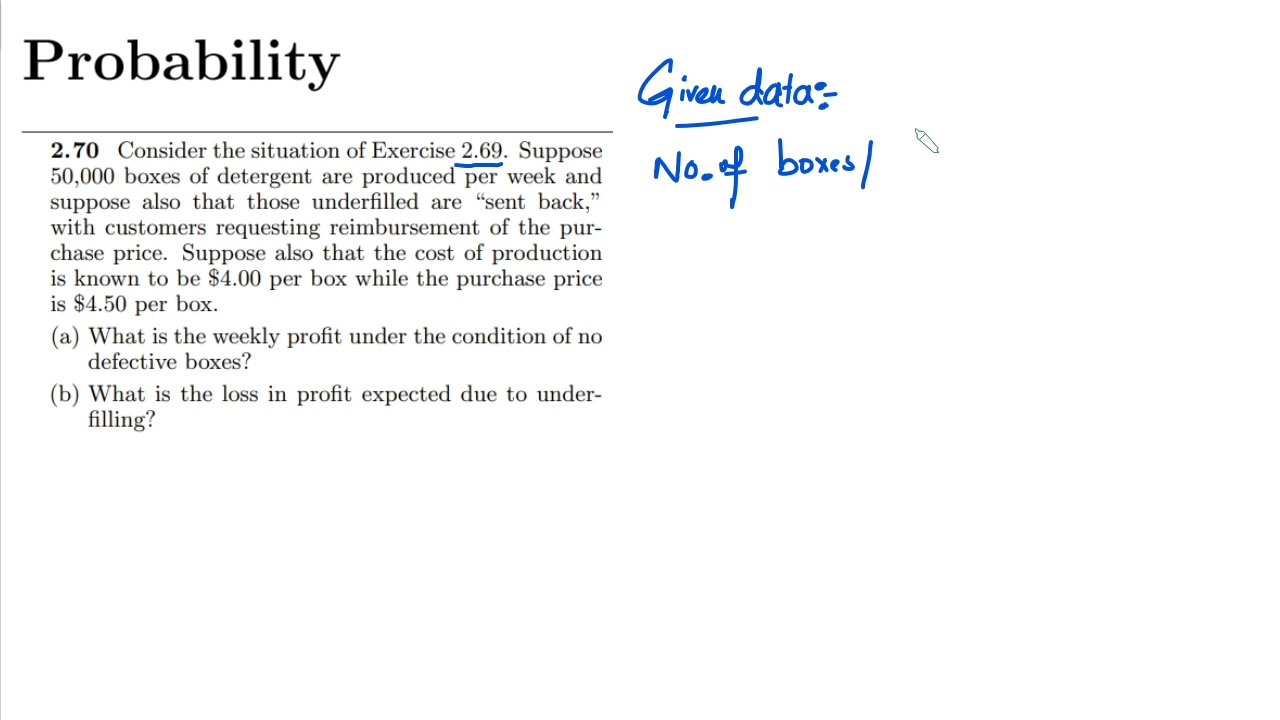 Probability
2.70 Consider the situation of Exercise 2.69. Suppose
50,000 boxes of detergent are produced per week and
suppose also that those underfilled are “sent back,”
with customers requesting reimbursement of the pur-
chase price. Suppose also that the cost of production
is known to be $4.00 per box while the purchase price
is $4.50 per box.
(a) What is the weekly profit under the condition of no
defective boxes?
(b) What is the loss in profit expected due to under-
filling?
Given data:-
No. of boxes/